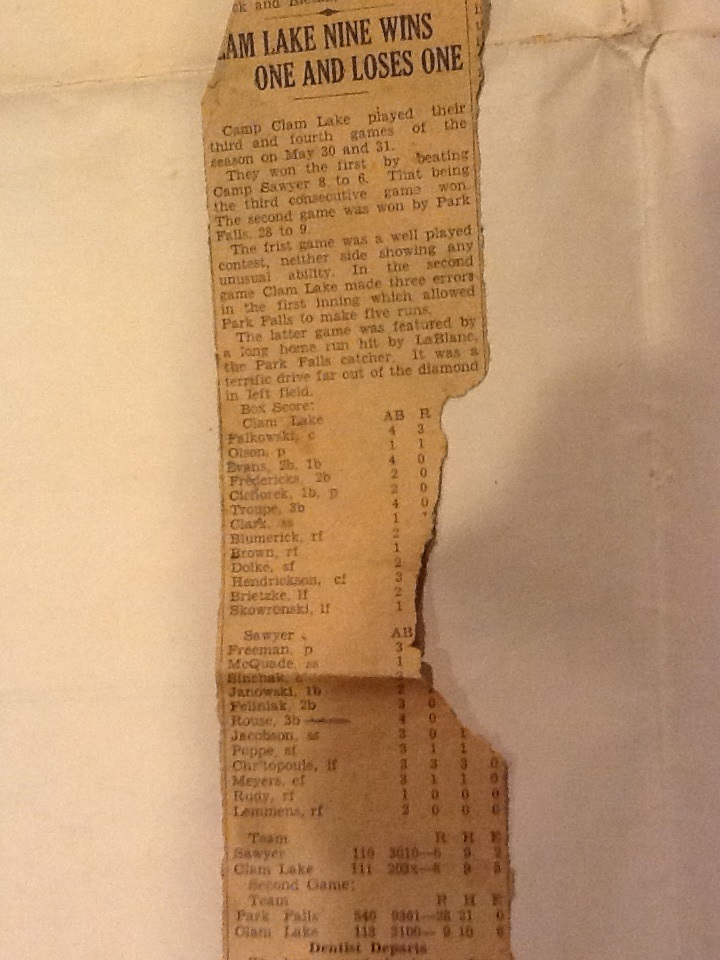 ck and
LAM LAKE NINE WINS
ONE AND LOSES ONE
Camp Clam Lake played their
third and fourth games of the
season on May 30 and 31.
They won the first by beating
Camp Sawyer 8 to 6. That being
the third consecutive game won.
The second game was won by Park
Falls, 28 to 9.
The frist game was a well played
contest, neither side showing any
unusual ability. In the second
game Clam Lake made three errors
in the first inning which allowed
Park Falls to make five runs.
The latter game was featured by
a long home run hit by LaBlanc,
the Park Falls catcher. It was a
terrific drive far out of the diamond
in left field.
Box Score:
Clam Lake AB R
Falkowski, c 4 3
Olson, p 1 1
Evans, 2b, 1b 4 0
Fredericks, 2b 2 0
Cichorek, 1b, p 2 0
Troupe, 3b 4 0
Clark, ss 1
Blumerick, rf 2
Brown, rf 1
Dolke, sf 2
Hendrickson, cf 3
Brietzke, lf 2
Skowronski, lf 1
Sawyer AB
Freeman, p 3
McQuade, ss 1
Sinchak,
Janowski, 1b 2
Feliniak, 2b 3 0
Rouse, 3b 4 0
Jacobson, ss 3 0 1
Poppe, sf 3 1 1
Chr'topouls, lf 3 3 3 0
Meyers, cf 3 1 1 0
Rudy, rf 1 0 0 0
Lemmens, rf 2 0 0 0
Team R H E
Sawyer 110 3010—6 9 2
Clam Lake 111 203x—8 9
Second Game:
Team R H E
Park Falls 540 9361—28 21 0
Clam Lake 113 3100—9 10
Dentist Departs